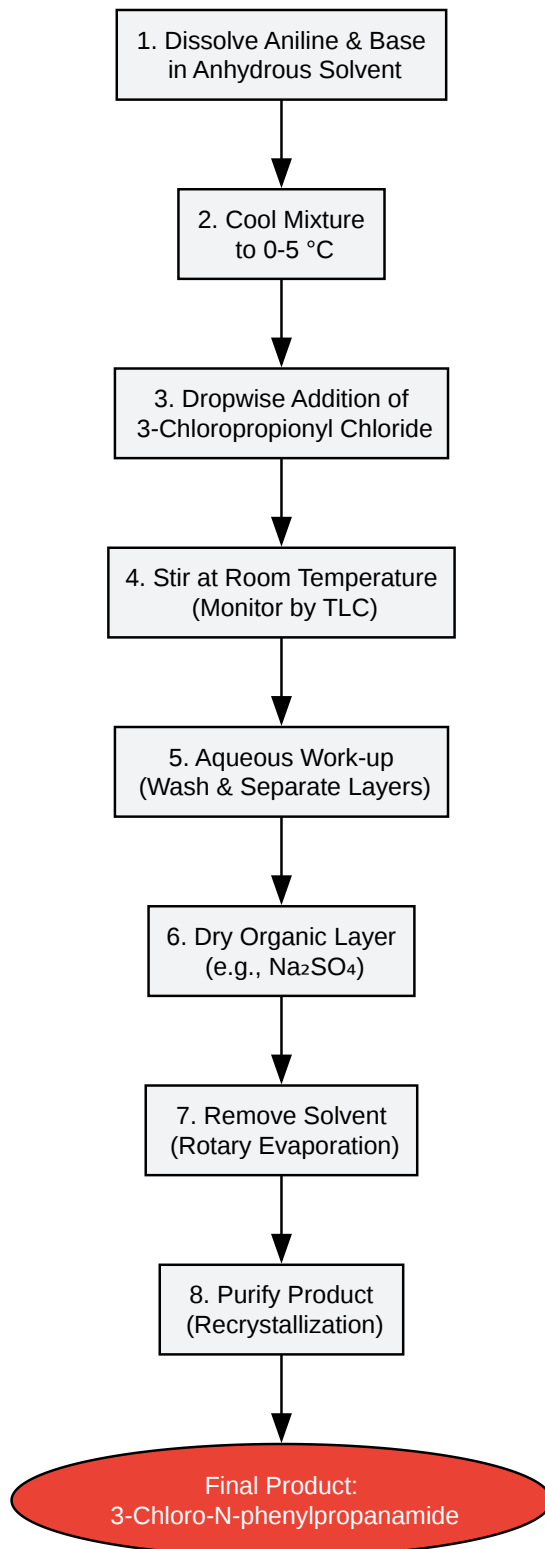 1. Dissolve Aniline & Base
in Anhydrous Solvent
2. Cool Mixture
to 0-5 °C
3. Dropwise Addition of
3-Chloropropionyl Chloride
4. Stir at Room Temperature
(Monitor by TLC)
5. Aqueous Work-up
(Wash & Separate Layers)
6. Dry Organic Layer
(e.g., Na₂SO₄)
7. Remove Solvent
(Rotary Evaporation)
8. Purify Product
(Recrystallization)
Final Product:
3-Chloro-N-phenylpropanamide